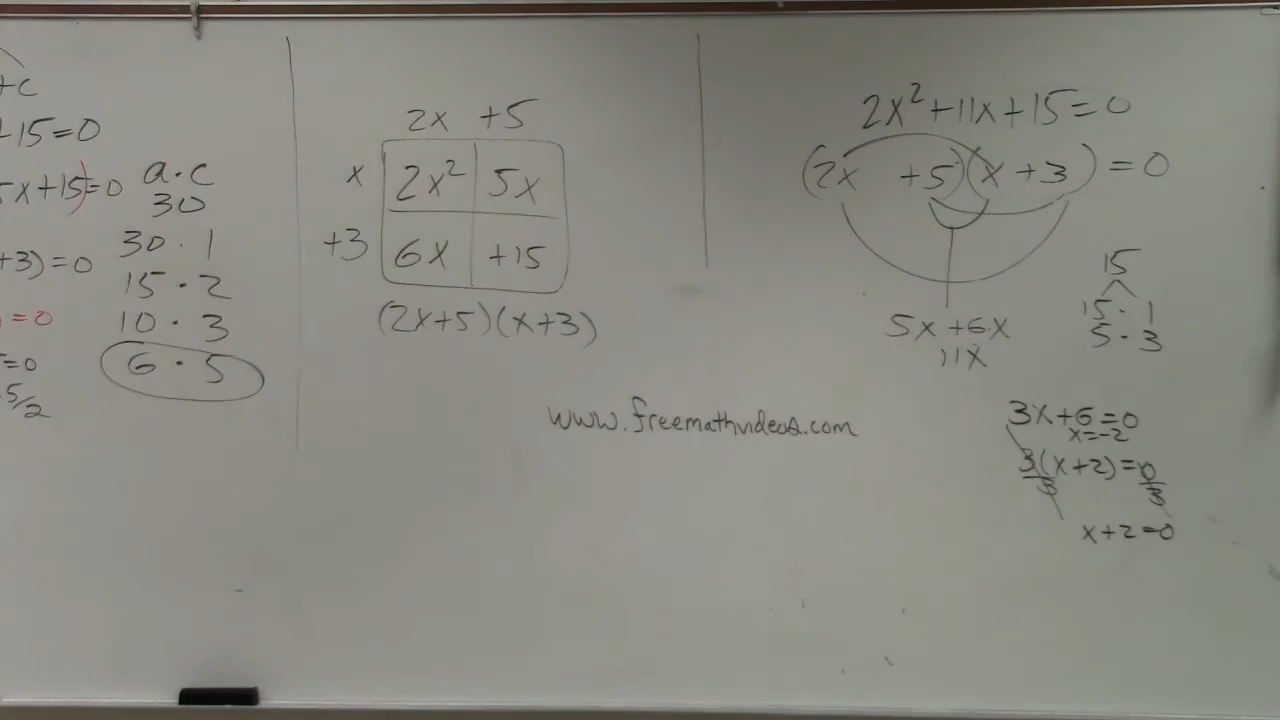 +c
+15=0
5x+15)=0
+3)=0
=0
=0
5/2
a·c
30
30·1
15·2
10·3
6·5
2x +5
x 2x² 5x
+3 6x +15
(2x+5)(x+3)
www.freemathvideos.com
2x²+11x+15=0
(2x +5)(x+3)=0
5x+6x
11x
15
15·1
5·3
3x+6=0
x=-2
3(x+2)=0
3 3
x+2=0